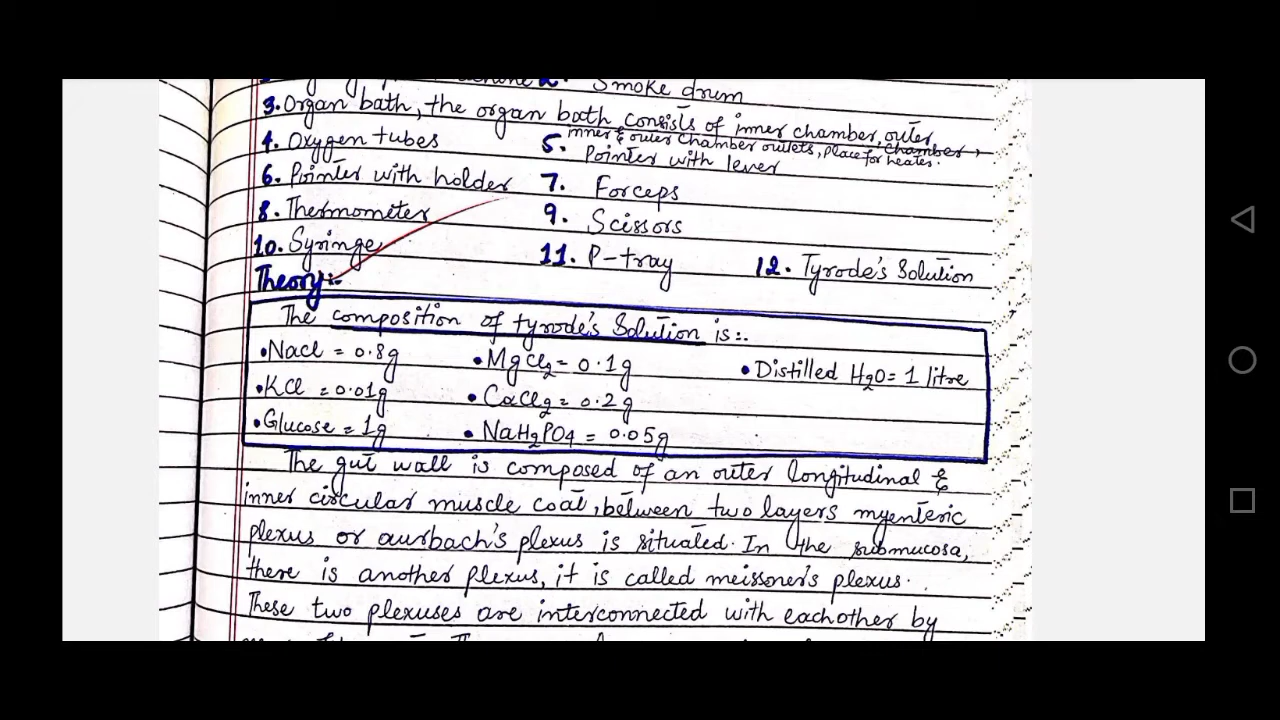 2. Smoke drum
3. Organ bath, the organ bath consists of inner chamber, outer chamber,
inner & outer chamber outlets, place for heater.
4. Oxygen tubes 5. Pointer with lever
6. Pointer with holder 7. Forceps
8. Thermometer 9. Scissors
10. Syringe 11. P-tray 12. Tyrode's Solution
Theory:-
The composition of tyrode's Solution is:.
• Nacl = 0.8g • MgCl2 = 0.1g • Distilled H2O = 1 litre
• KCl = 0.01g • CaCl2 = 0.2g
• Glucose = 1g • NaH2PO4 = 0.05g
The gut wall is composed of an outer longitudinal &
inner circular muscle coat, between two layers myenteric
plexus or aurbach's plexus is situated. In the submucosa,
there is another plexus, it is called meissoner's plexus.
These two plexuses are interconnected with eachother by